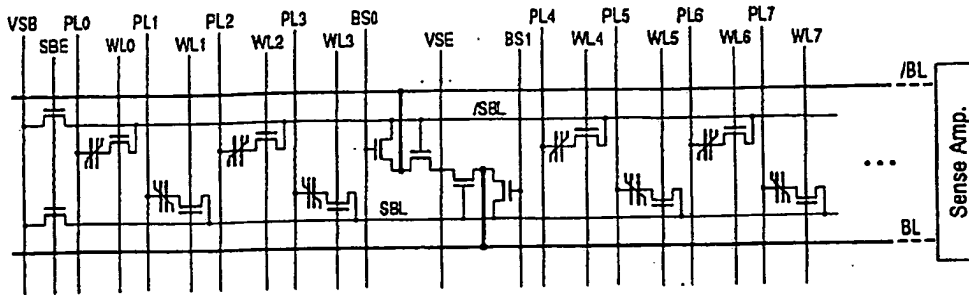 VSB PL0 PL1 PL2 PL3 BS0 PL4 PL5 PL6 PL7
SBE WL0 WL1 WL2 WL3 VSE BS1 WL4 WL5 WL6 WL7
/BL
/SBL
SBL
BL
Sense Amp.